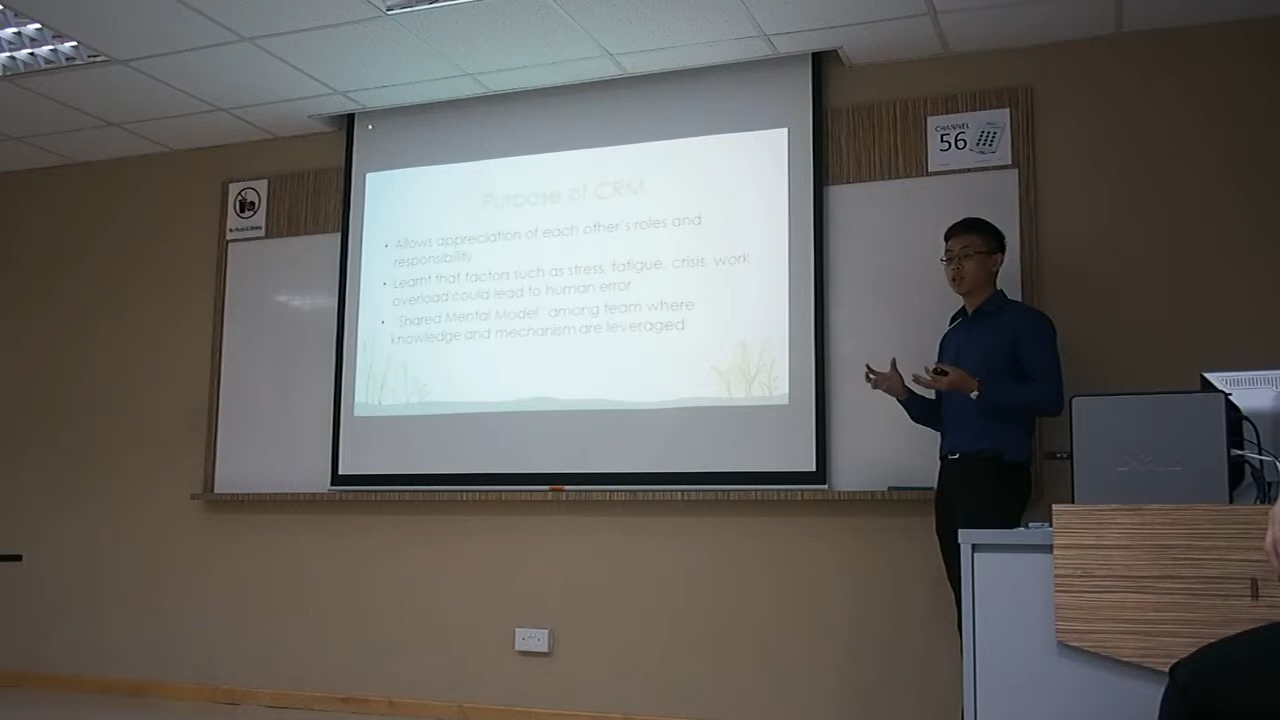 Purpose of CRM
• Allows appreciation of each other's roles and
responsibility
• Learnt that factors such as stress, fatigue, crisis, work
overload could lead to human error
• "Shared Mental Model" among team where
knowledge and mechanism are leveraged
CHANNEL
56
DELL